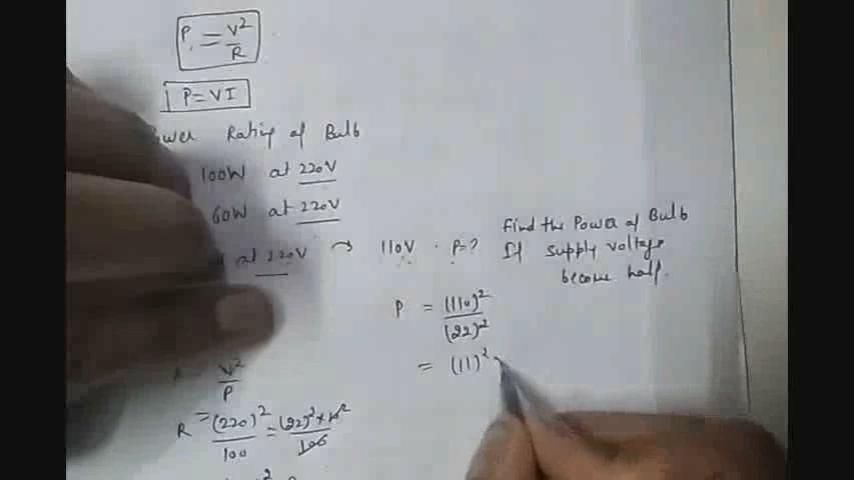 P = V²/R
P = VI
Rating of Bulb
100W at 220V
60W at 220V
at 220V → 110V P=? Find the Power of Bulb
If supply voltage
become half.
P = (110)²/(22)²
= (11)²
V²/P
R = (220)²/100 = (22)² × 10²/100